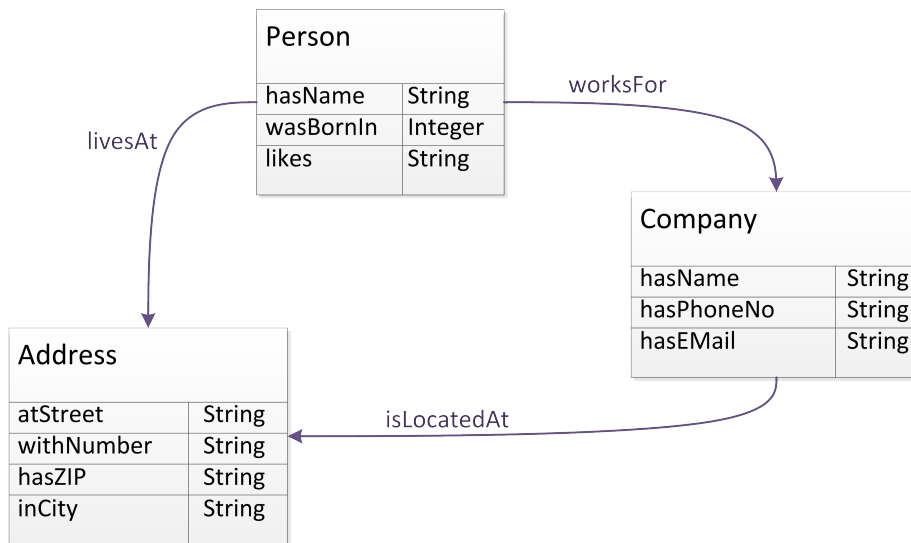 Person
hasName String
wasBornIn Integer
likes String
worksFor
livesAt
Company
hasName String
hasPhoneNo String
hasEMail String
Address
atStreet String
withNumber String
hasZIP String
inCity String
isLocatedAt